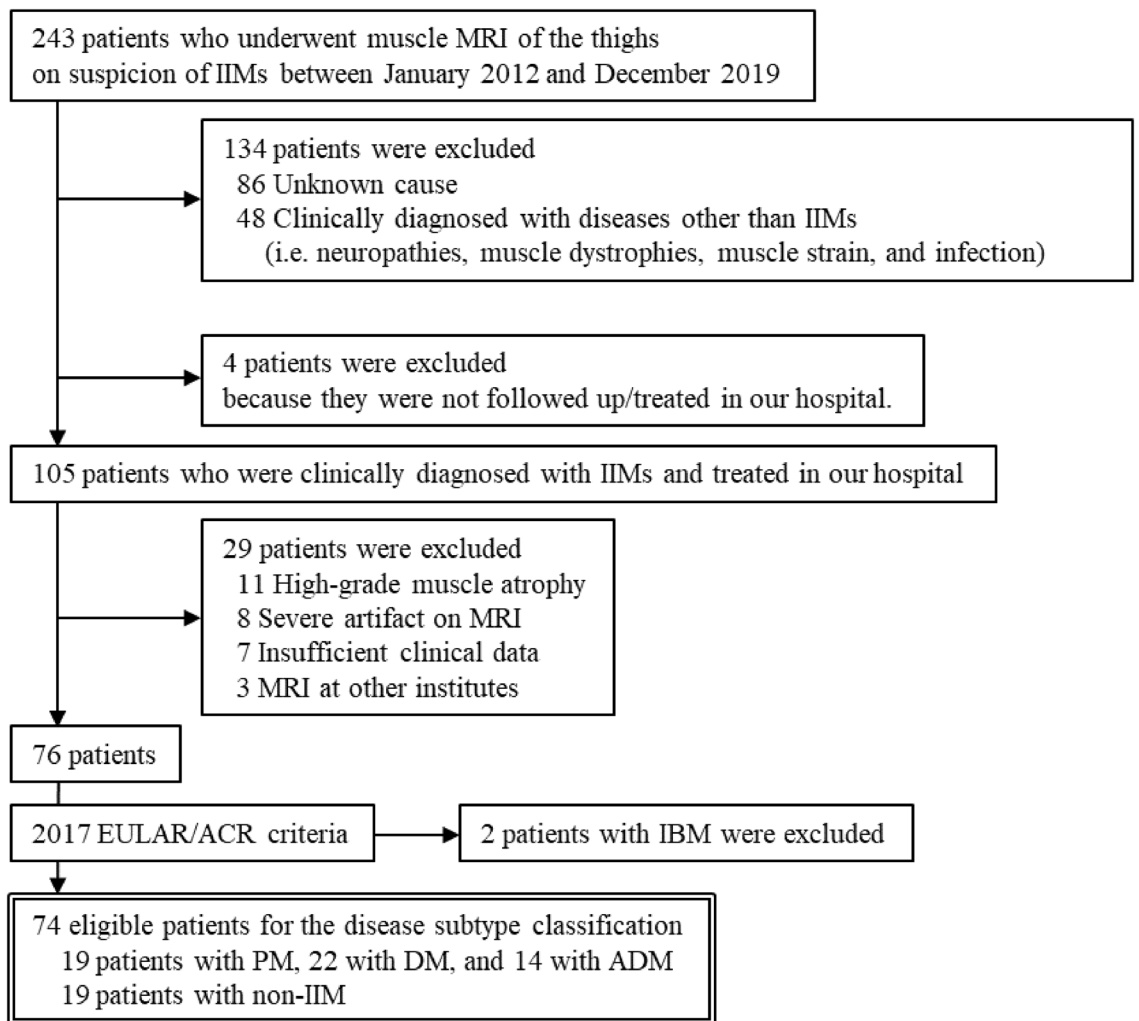 243 patients who underwent muscle MRI of the thighs
on suspicion of IIMs between January 2012 and December 2019
134 patients were excluded
86 Unknown cause
48 Clinically diagnosed with diseases other than IIMs
(i.e. neuropathies, muscle dystrophies, muscle strain, and infection)
4 patients were excluded
because they were not followed up/treated in our hospital.
105 patients who were clinically diagnosed with IIMs and treated in our hospital
29 patients were excluded
11 High-grade muscle atrophy
8 Severe artifact on MRI
7 Insufficient clinical data
3 MRI at other institutes
76 patients
2017 EULAR/ACR criteria
2 patients with IBM were excluded
74 eligible patients for the disease subtype classification
19 patients with PM, 22 with DM, and 14 with ADM
19 patients with non-IIM